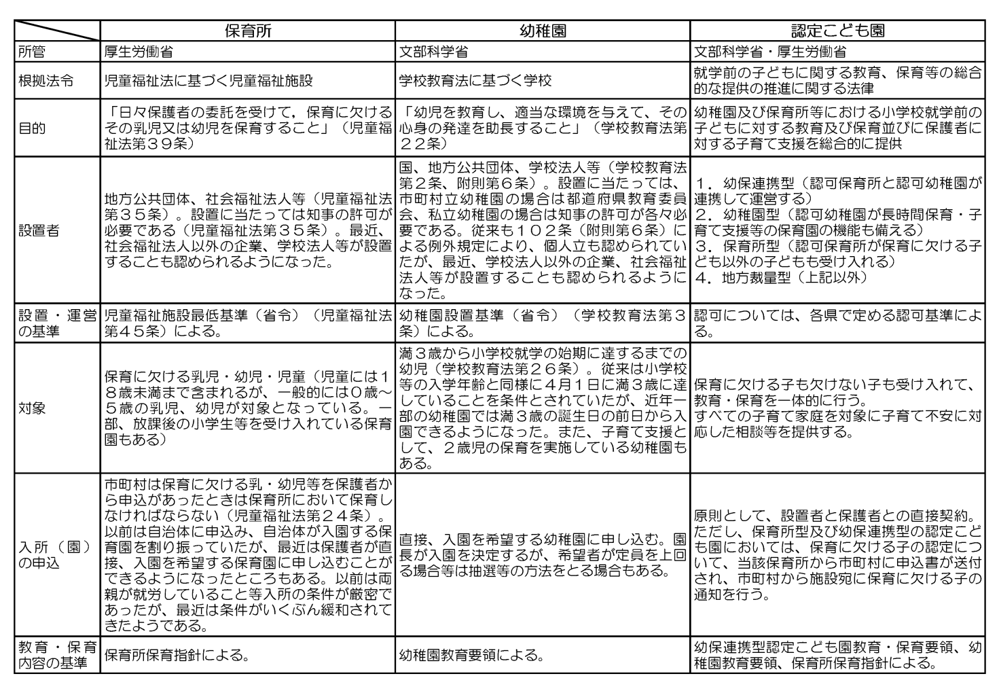 保育所
幼稚園
認定こども園
所管
厚生労働省
文部科学省
文部科学省・厚生労働省
根拠法令
児童福祉法に基づく児童福祉施設
学校教育法に基づく学校
就学前の子どもに関する教育、保育等の総合
的な提供の推進に関する法律
目的
「日々保護者の委託を受けて，保育に欠ける
その乳児又は幼児を保育すること」（児童福
祉法第３９条）
「幼児を教育し、適当な環境を与えて、その
心身の発達を助長すること」（学校教育法第
２２条）
幼稚園及び保育所等における小学校就学前の
子どもに対する教育及び保育並びに保護者に
対する子育て支援を総合的に提供
設置者
地方公共団体、社会福祉法人等（児童福祉法
第３５条）。設置に当たっては知事の許可が
必要である（児童福祉法第３５条）。最近、
社会福祉法人以外の企業、学校法人等が設置
することも認められるようになった。
国、地方公共団体、学校法人等（学校教育法
第２条、附則第６条）。設置に当たっては、
市町村立幼稚園の場合は都道府県教育委員
会、私立幼稚園の場合は知事の許可が各々必
要である。従来も１０２条（附則第６条）に
よる例外規定により、個人立も認められてい
たが、最近、学校法人以外の企業、社会福祉
法人等が設置することも認められるように
なった。
１．幼保連携型（認可保育所と認可幼稚園が
連携して運営する）
２．幼稚園型（認可幼稚園が長時間保育・子
育て支援等の保育園の機能も備える）
３．保育所型（認可保育所が保育に欠ける子
ども以外の子どもも受け入れる）
４．地方裁量型（上記以外）
設置・運営
の基準
児童福祉施設最低基準（省令）（児童福祉法
第４５条）による。
幼稚園設置基準（省令）（学校教育法第３
条）による。
認可については、各県で定める認可基準によ
る。
対象
保育に欠ける乳児・幼児・児童（児童には１
８歳未満まで含まれるが、一般的には０歳～
５歳の乳児、幼児が対象となっている。一
部、放課後の小学生等を受け入れている保育
園もある）
満３歳から小学校就学の始期に達するまでの
幼児（学校教育法第２６条）。従来は小学校
等の入学年齢と同様に４月１日に満３歳に達
していることを条件とされていたが、近年一
部の幼稚園では満３歳の誕生日の前日から入
園できるようになった。また、子育て支援と
して、２歳児の保育を実施している幼稚園も
ある。
保育に欠ける子も欠けない子も受け入れて、
教育・保育を一体的に行う。
すべての子育て家庭を対象に子育て不安に対
応した相談等を提供する。
入所（園）
の申込
市町村は保育に欠ける乳・幼児等を保護者か
ら申込があったときは保育所において保育し
なければならない（児童福祉法第２４条）。
以前は自治体に申込み、自治体が入園する保
育園を割り振っていたが、最近は保護者が直
接、入園を希望する保育園に申し込むことが
できるようになったところもある。以前は両
親が就労していること等入所の条件が厳密で
あったが、最近は条件がいくぶん緩和されて
きたようである。
直接、入園を希望する幼稚園に申し込む。園
長が入園を決定するが、希望者が定員を上回
る場合等は抽選等の方法をとる場合もある。
原則として、設置者と保護者との直接契約。
ただし、保育所型及び幼保連携型の認定こど
も園においては、保育に欠ける子の認定につ
いて、当該保育所から市町村に申込書が送付
され、市町村から施設宛に保育に欠ける子の
通知を行う。
教育・保育
内容の基準
保育所保育指針による。
幼稚園教育要領による。
幼保連携型認定こども園教育・保育要領、幼
稚園教育要領、保育所保育指針による。